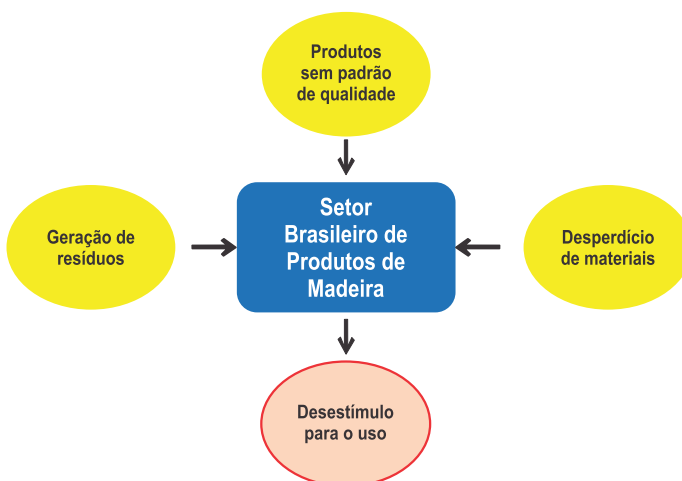 Produtos
sem padrão
de qualidade
Geração de
resíduos
Setor
Brasileiro de
Produtos de
Madeira
Desperdício
de materiais
Desestímulo
para o uso